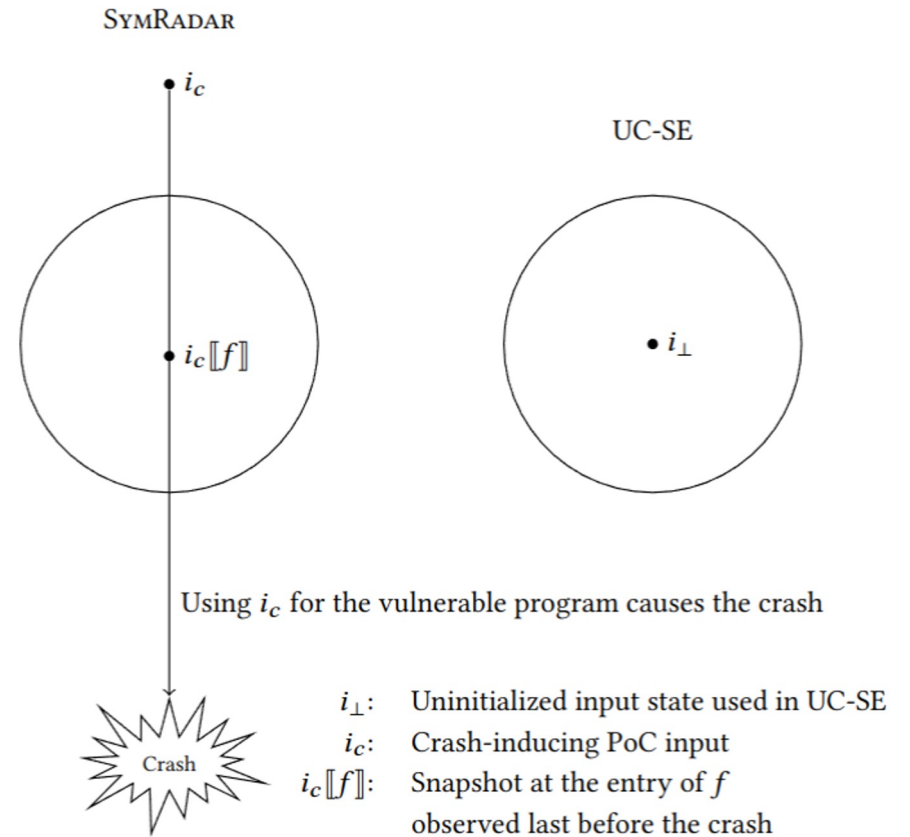 SYMRADAR
i_c
UC-SE
i_c⟦f⟧
i_⊥
Using i_c for the vulnerable program causes the crash
Crash
i_⊥: Uninitialized input state used in UC-SE
i_c: Crash-inducing PoC input
i_c⟦f⟧: Snapshot at the entry of f
observed last before the crash